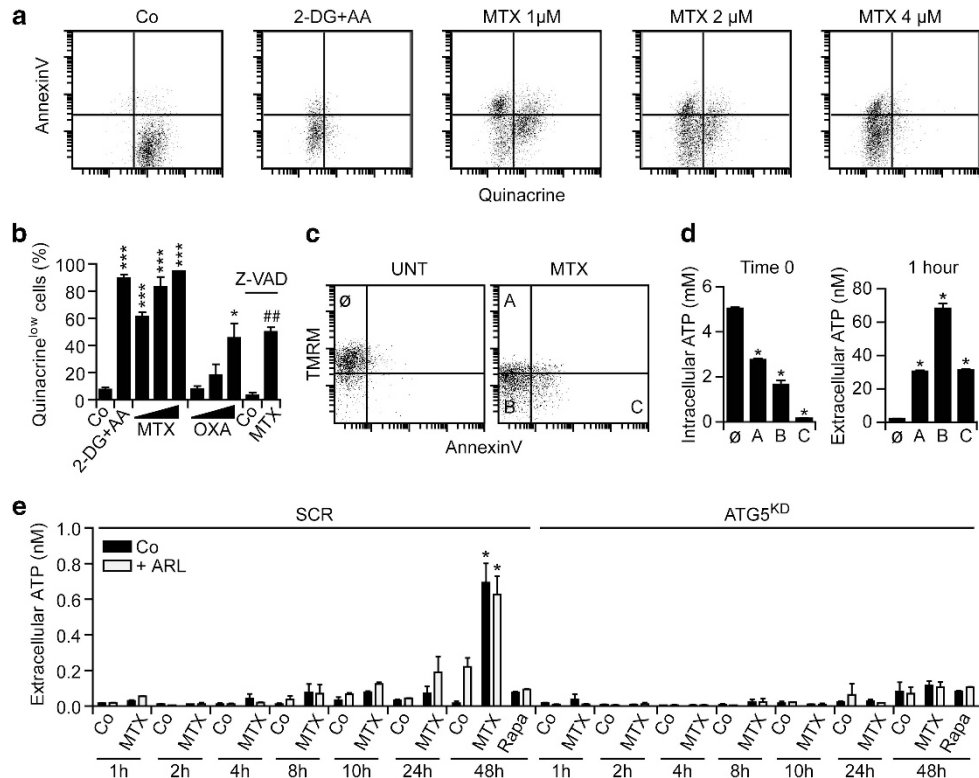 a
Co
2-DG+AA
MTX 1μM
MTX 2 μM
MTX 4 μM
AnnexinV
Quinacrine
b
Quinacrine^low cells (%)
100
80
60
40
20
0
***
***
***
***
*
Z-VAD
##
Co
2-DG+AA
MTX
OXA
Co
MTX
c
UNT
MTX
Ø
A
B
C
TMRM
AnnexinV
d
Time 0
Intracellular ATP (mM)
6
4
2
0
*
*
*
Ø A B C
1 hour
Extracellular ATP (nM)
80
60
40
20
0
*
*
*
Ø A B C
e
SCR
ATG5^KD
Co
+ ARL
Extracellular ATP (nM)
1.0
0.8
0.6
0.4
0.2
0.0
* *
Co MTX Co MTX Co MTX Co MTX Co MTX Co MTX Co MTX Rapa Co MTX Co MTX Co MTX Co MTX Co MTX Co MTX Co MTX Rapa
1h 2h 4h 8h 10h 24h 48h 1h 2h 4h 8h 10h 24h 48h